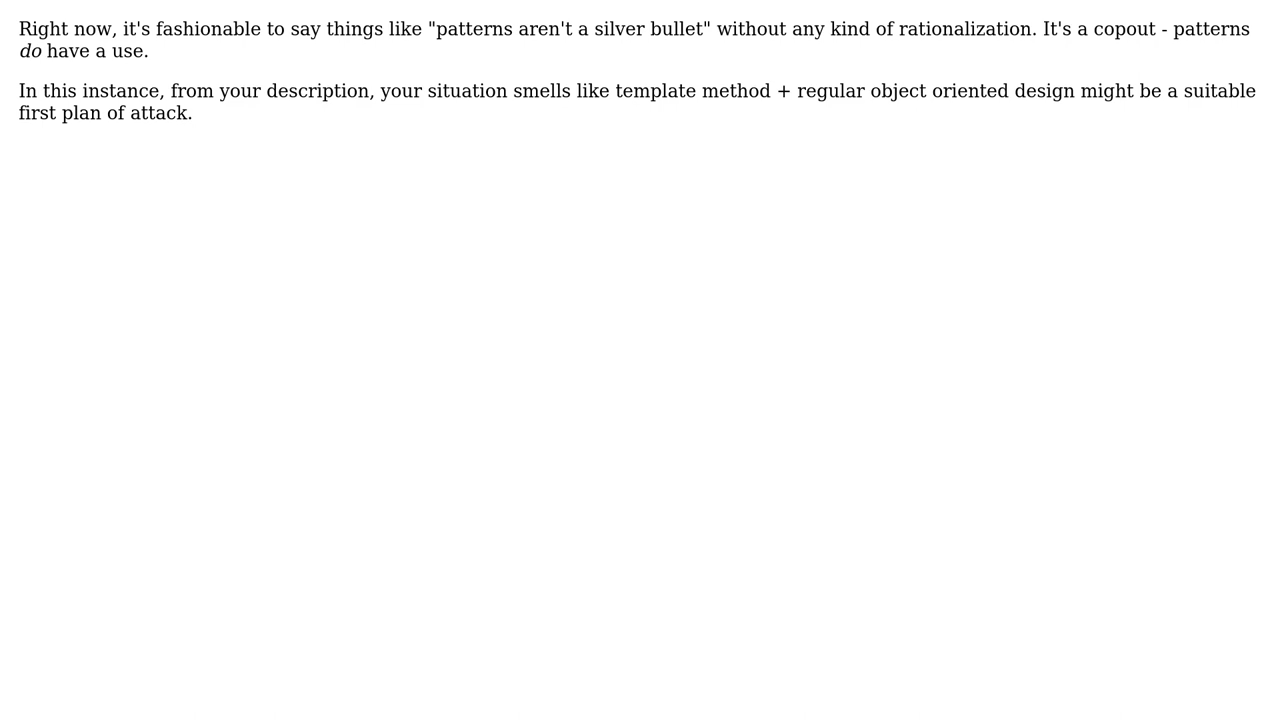 Right now, it's fashionable to say things like "patterns aren't a silver bullet" without any kind of rationalization. It's a copout - patterns
do have a use.
In this instance, from your description, your situation smells like template method + regular object oriented design might be a suitable
first plan of attack.